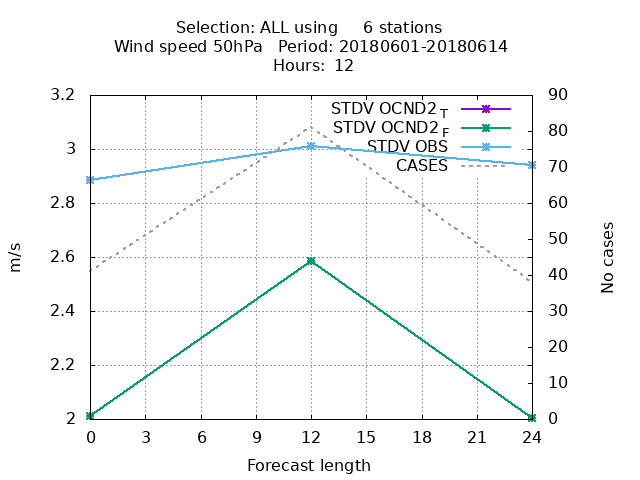 Selection: ALL using     6 stations
Wind speed 50hPa   Period: 20180601-20180614
Hours: 12
STDV OCND2_T
STDV OCND2_F
STDV OBS
CASES
3.2
3
2.8
2.6
2.4
2.2
2
90
80
70
60
50
40
30
20
10
0
m/s
No cases
0 3 6 9 12 15 18 21 24
Forecast length